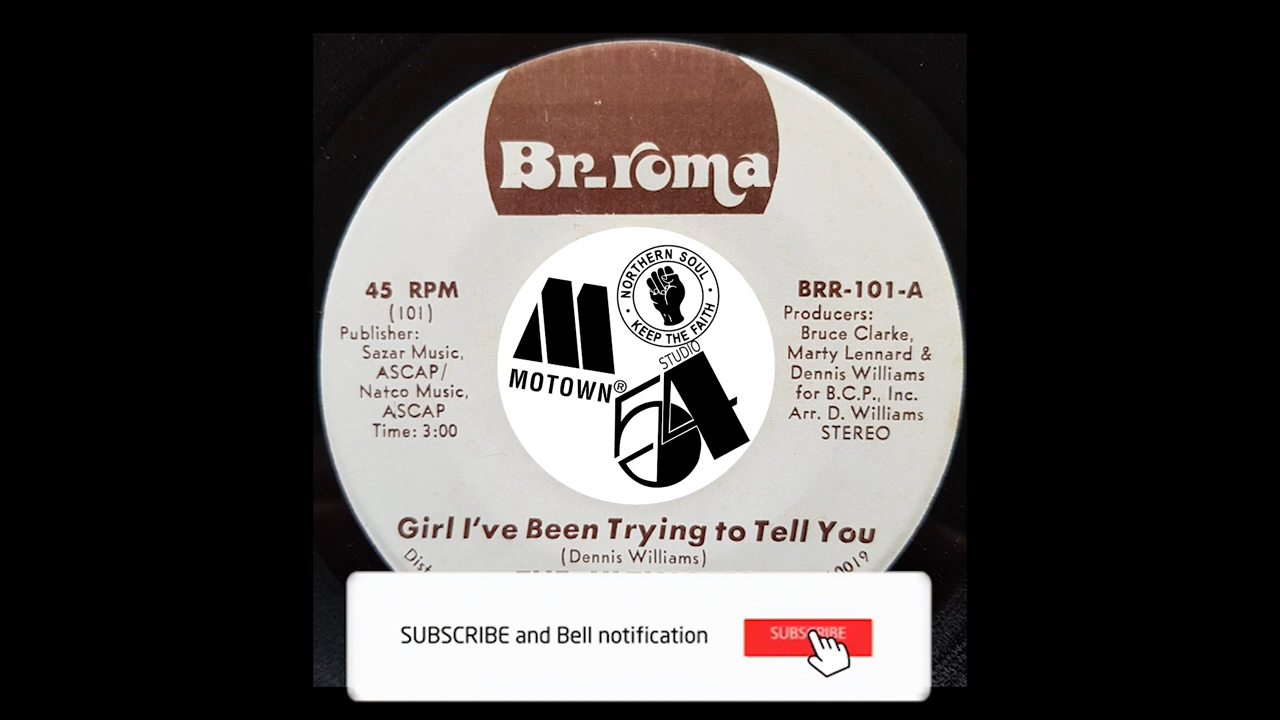 Br-roma
45 RPM
(101)
Publisher:
Sazar Music,
ASCAP/
Natco Music,
ASCAP
Time: 3:00
NORTHERN SOUL
KEEP THE FAITH
MOTOWN®
STUDIO
54
BRR-101-A
Producers:
Bruce Clarke,
Marty Lennard &
Dennis Williams
for B.C.P., Inc.
Arr. D. Williams
STEREO
Girl I've Been Trying to Tell You
(Dennis Williams)
SUBSCRIBE and Bell notification
SUBSCRIBE